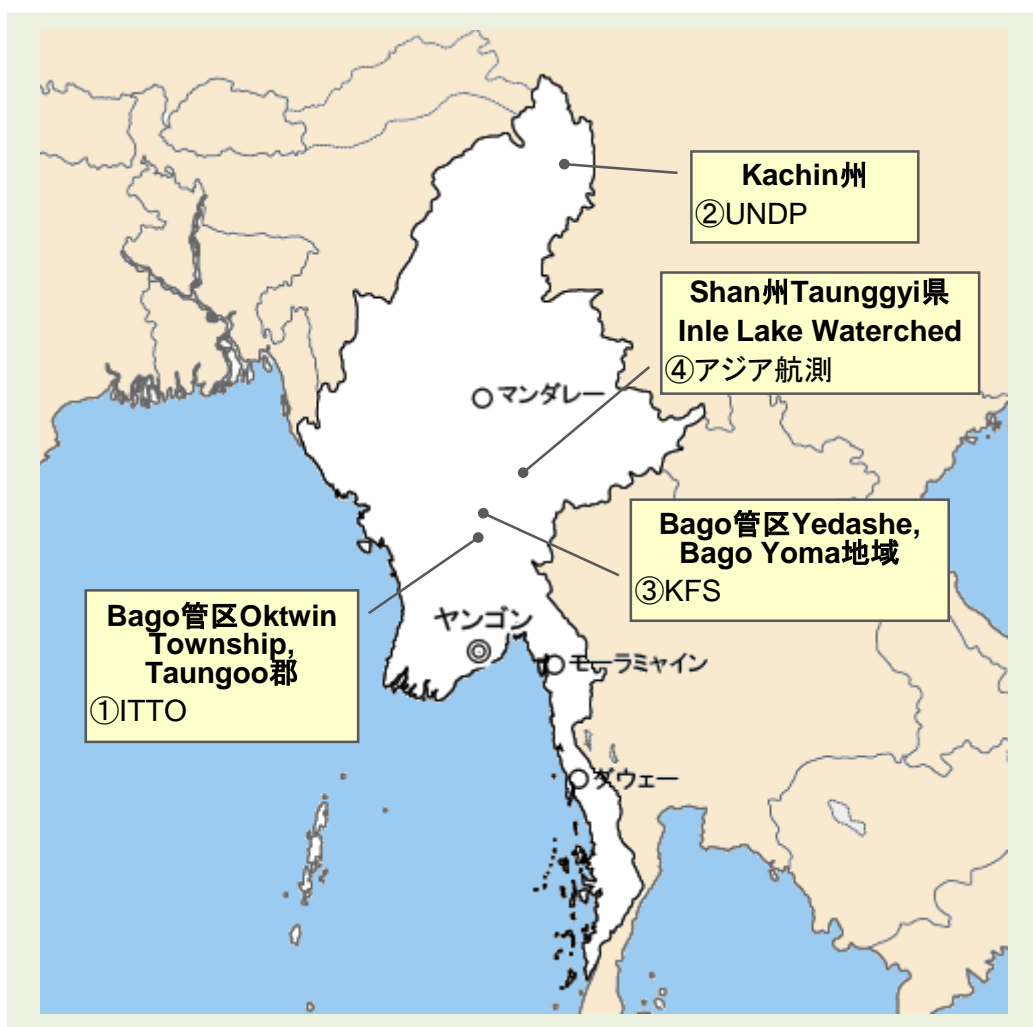 Kachin州
②UNDP
Shan州Taunggyi県
Inle Lake Waterched
④アジア航測
マンダレー
Bago管区Yedashe,
Bago Yoma地域
③KFS
Bago管区Oktwin
Township,
Taungoo郡
①ITTO
ヤンゴン
モーラミャイン
ダウェー